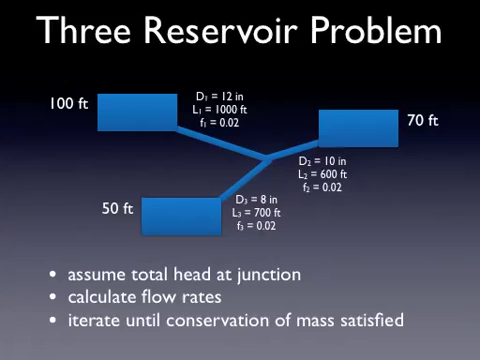 Three Reservoir Problem
100 ft
D₁ = 12 in
L₁ = 1000 ft
f₁ = 0.02
70 ft
D₂ = 10 in
L₂ = 600 ft
f₂ = 0.02
50 ft
D₃ = 8 in
L₃ = 700 ft
f₃ = 0.02
• assume total head at junction
• calculate flow rates
• iterate until conservation of mass satisfied